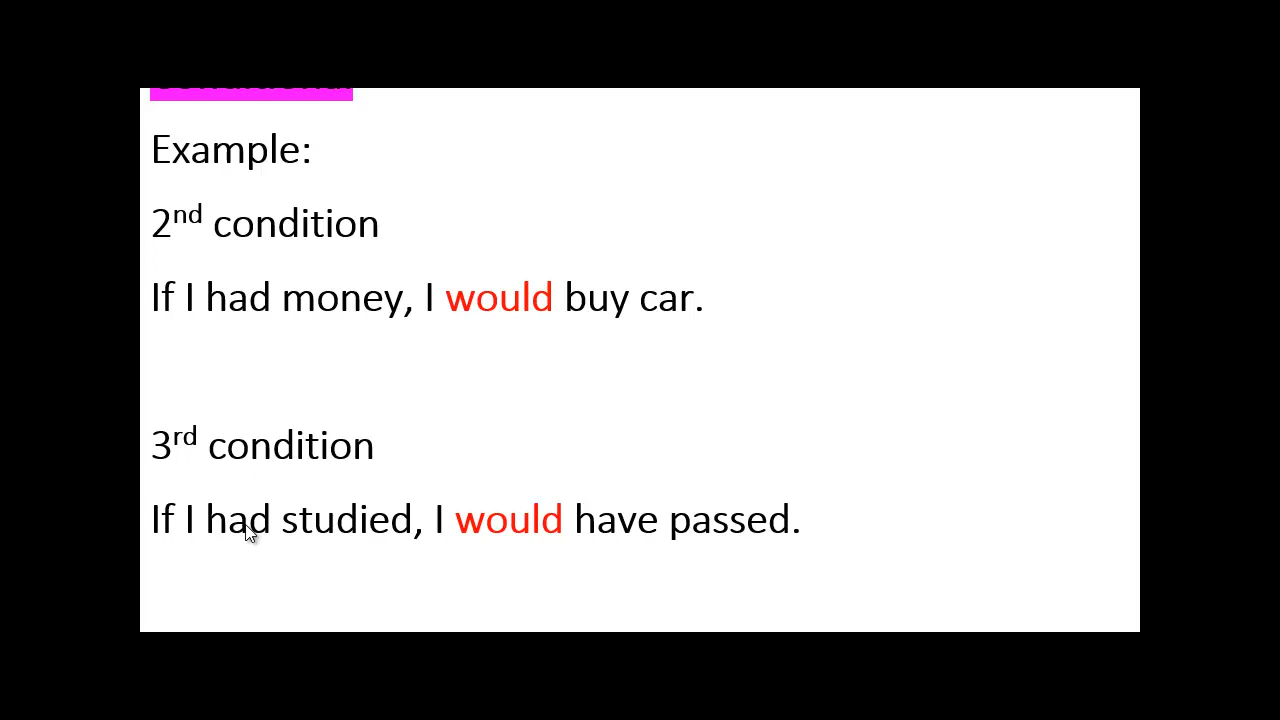 Example:
2nd condition
If I had money, I would buy car.
3rd condition
If I had studied, I would have passed.